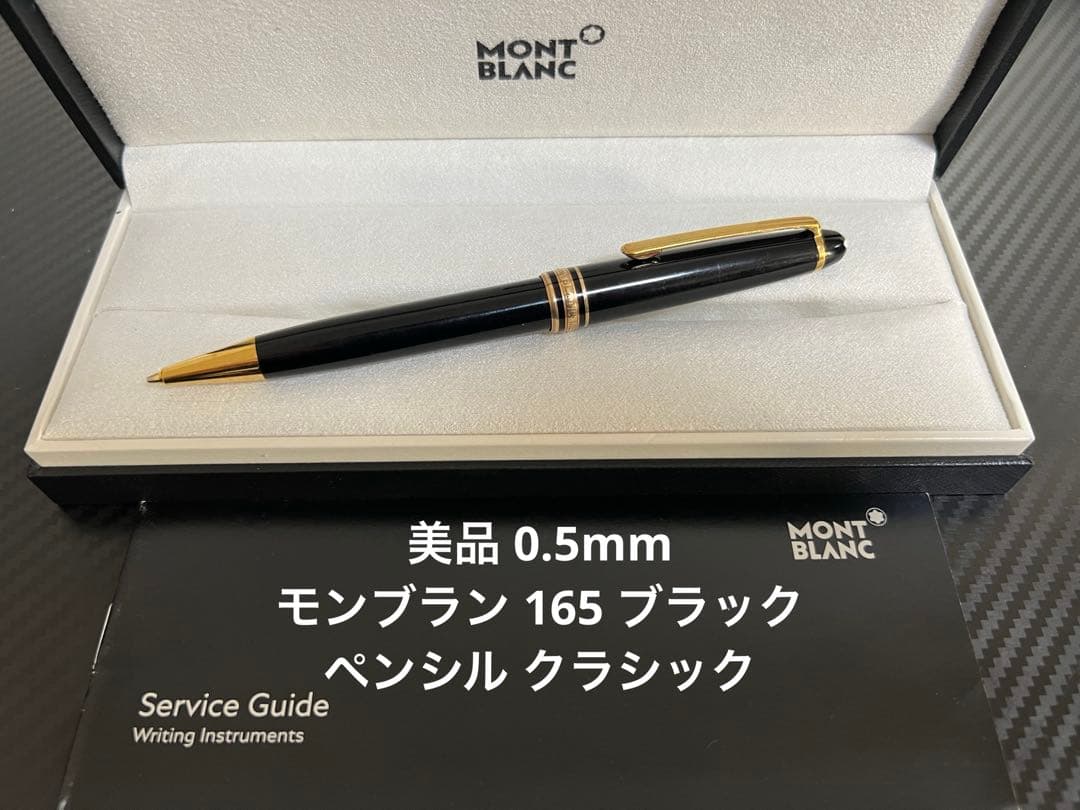 MONT
BLANC
MONT
BLANC
美品 0.5mm
モンブラン 165 ブラック
ペンシル クラシック
Service Guide
Writing Instruments